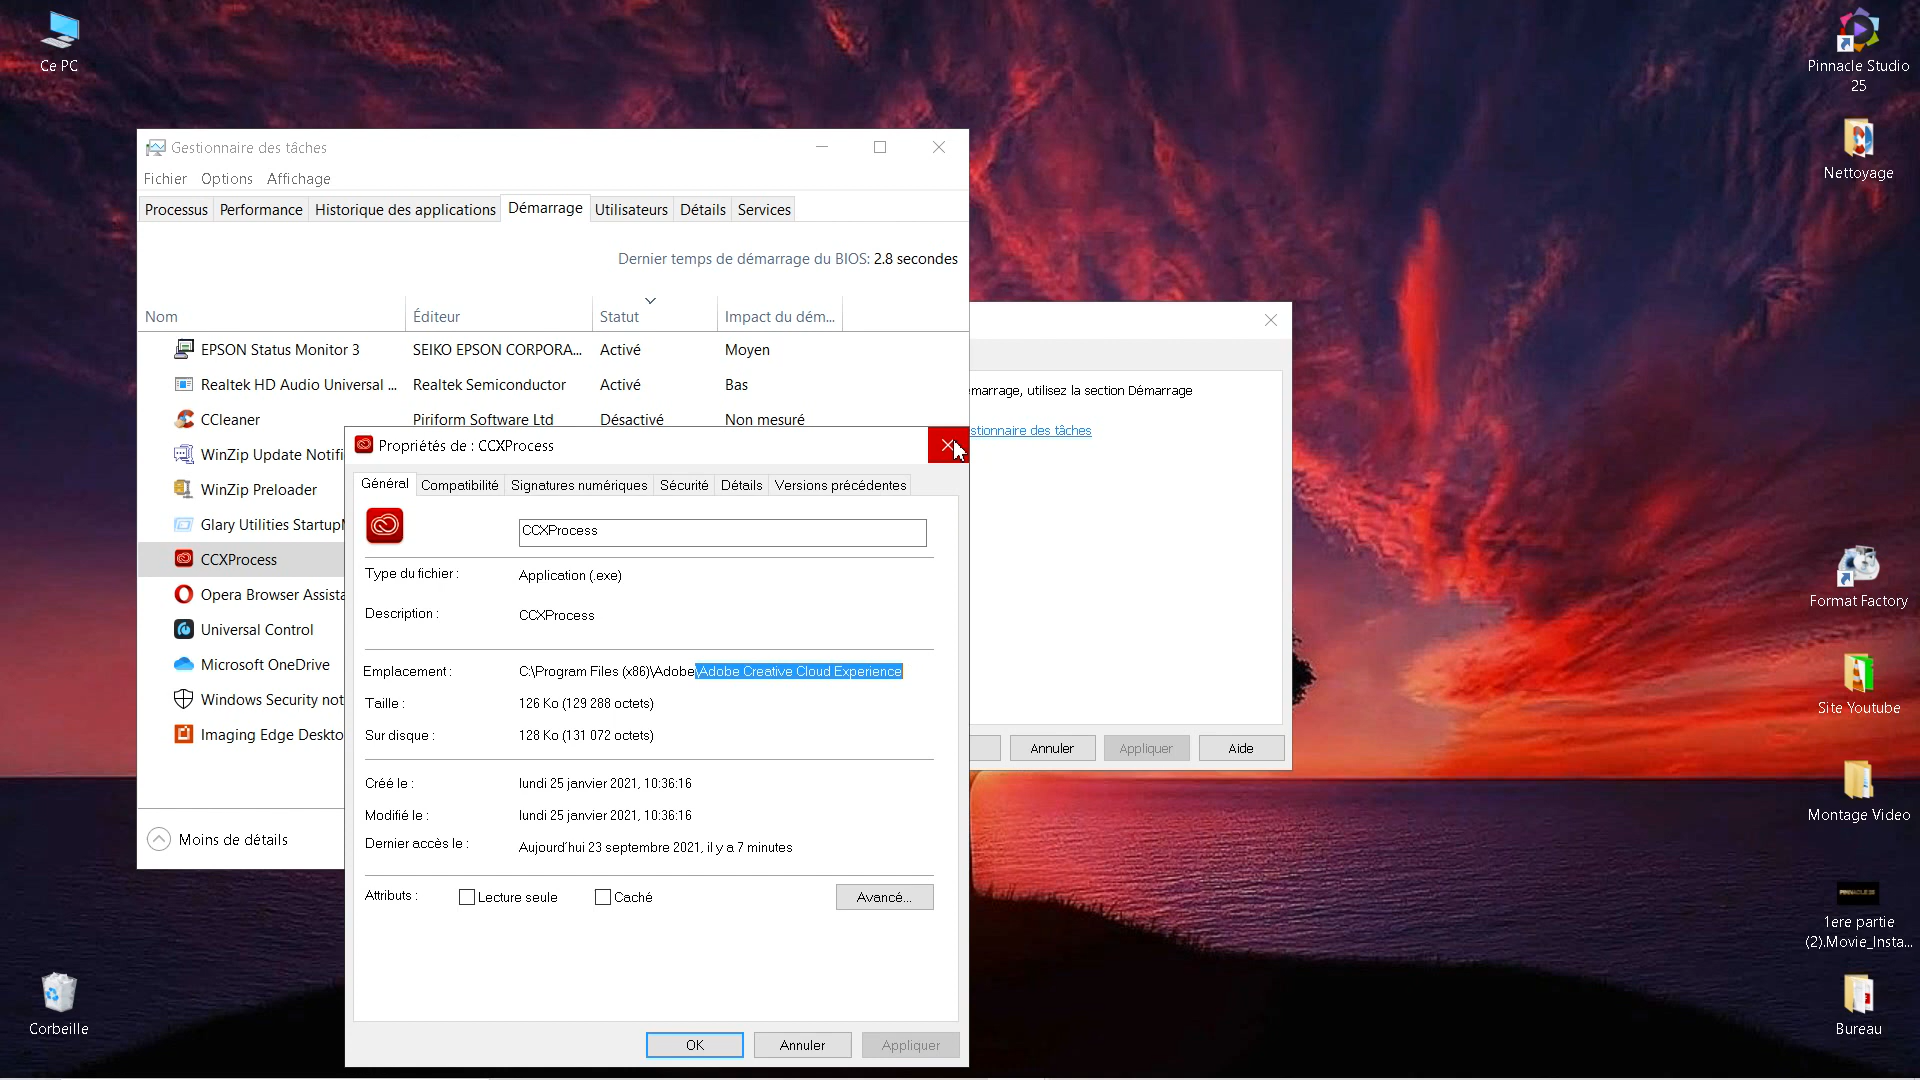 Ce PC
Pinnacle Studio
25
Nettoyage
Format Factory
Site Youtube
Montage Video
1ere partie
(2).Movie_Insta...
Bureau
Corbeille
Gestionnaire des tâches
Fichier Options Affichage
Processus Performance Historique des applications Démarrage Utilisateurs Détails Services
Dernier temps de démarrage du BIOS: 2.8 secondes
Nom Éditeur Statut Impact du dém...
EPSON Status Monitor 3 SEIKO EPSON CORPORA... Activé Moyen
Realtek HD Audio Universal ... Realtek Semiconductor Activé Bas
CCleaner Piriform Software Ltd Désactivé Non mesuré
WinZip Update Notifi
WinZip Preloader
Glary Utilities Startup
CCXProcess
Opera Browser Assista
Universal Control
Microsoft OneDrive
Windows Security not
Imaging Edge Deskto
Moins de détails
Propriétés de : CCXProcess
Général Compatibilité Signatures numériques Sécurité Détails Versions précédentes
CCXProcess
Type du fichier : Application (.exe)
Description : CCXProcess
Emplacement : C:\Program Files (x86)\Adobe\Adobe Creative Cloud Experience
Taille : 126 Ko (129 288 octets)
Sur disque : 128 Ko (131 072 octets)
Créé le : lundi 25 janvier 2021, 10:36:16
Modifié le : lundi 25 janvier 2021, 10:36:16
Dernier accès le : Aujourd'hui 23 septembre 2021, il y a 7 minutes
Attributs : Lecture seule Caché Avancé...
OK Annuler Appliquer
émarrage, utilisez la section Démarrage
stionnaire des tâches
Annuler Appliquer Aide